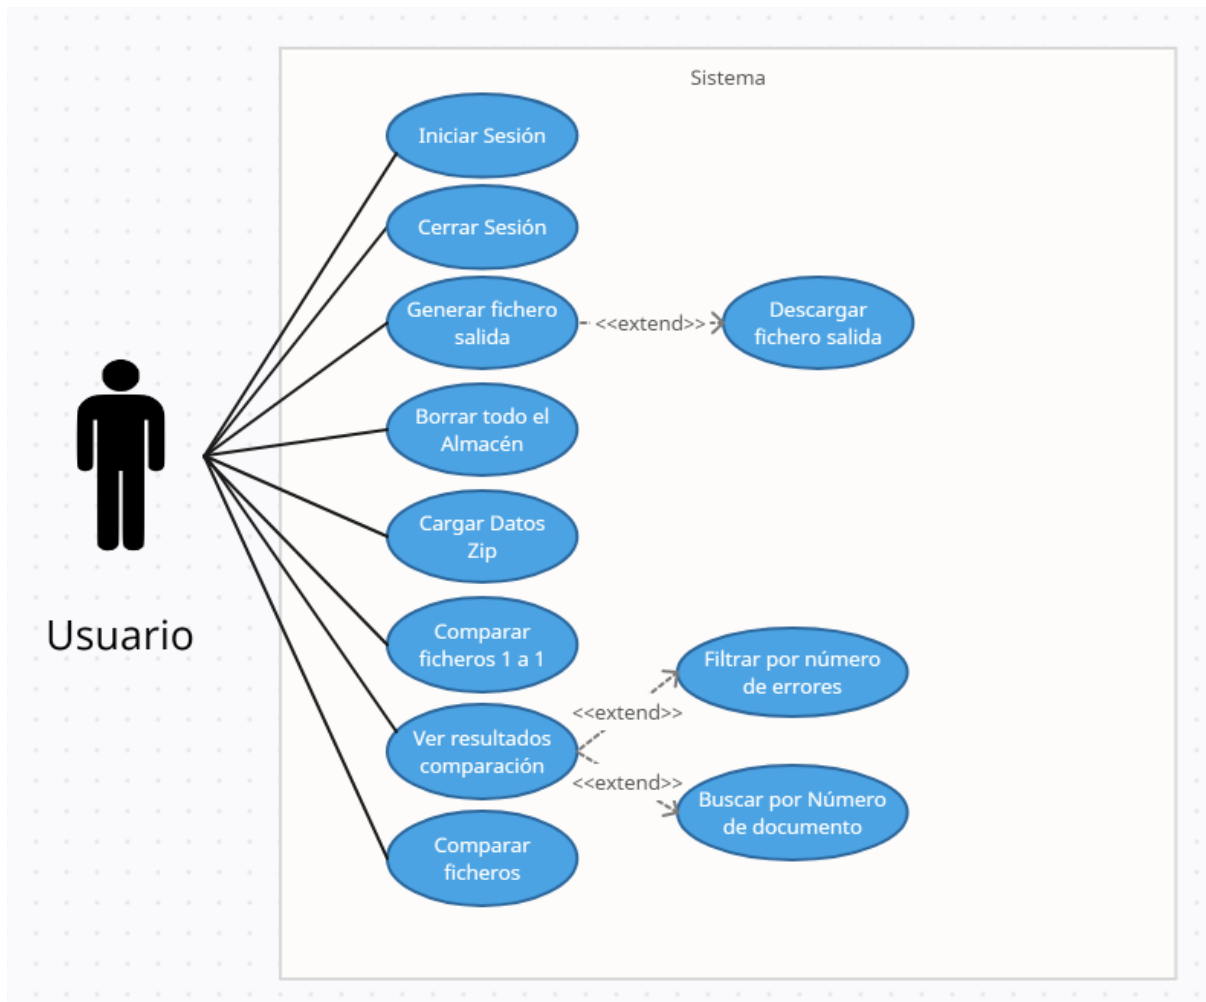 Sistema
Iniciar Sesión
Cerrar Sesión
Generar fichero
salida
<<extend>>
Descargar
fichero salida
Borrar todo el
Almacén
Cargar Datos
Zip
Usuario
Comparar
ficheros 1 a 1
Filtrar por número
de errores
<<extend>>
Ver resultados
comparación
<<extend>>
Buscar por Número
de documento
Comparar
ficheros